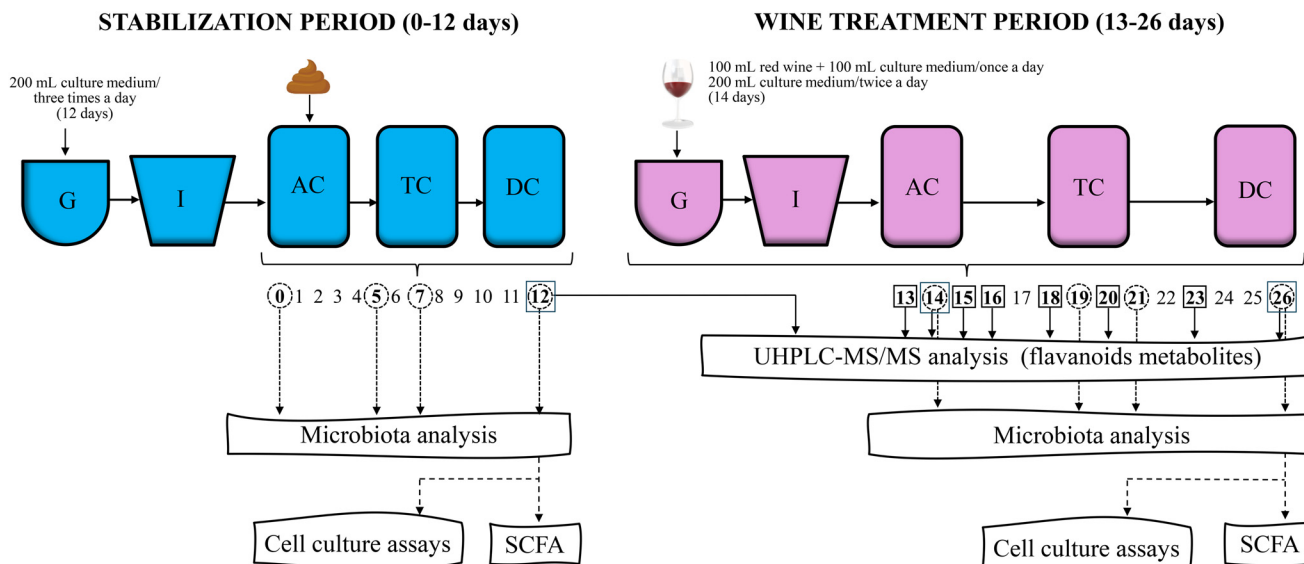 STABILIZATION PERIOD (0-12 days)
200 mL culture medium/
three times a day
(12 days)
G
I
AC
TC
DC
0 1 2 3 4 5 6 7 8 9 10 11 12
Microbiota analysis
Cell culture assays
SCFA
WINE TREATMENT PERIOD (13-26 days)
100 mL red wine + 100 mL culture medium/once a day
200 mL culture medium/twice a day
(14 days)
G
I
AC
TC
DC
13 14 15 16 17 18 19 20 21 22 23 24 25 26
UHPLC-MS/MS analysis (flavanoids metabolites)
Microbiota analysis
Cell culture assays
SCFA